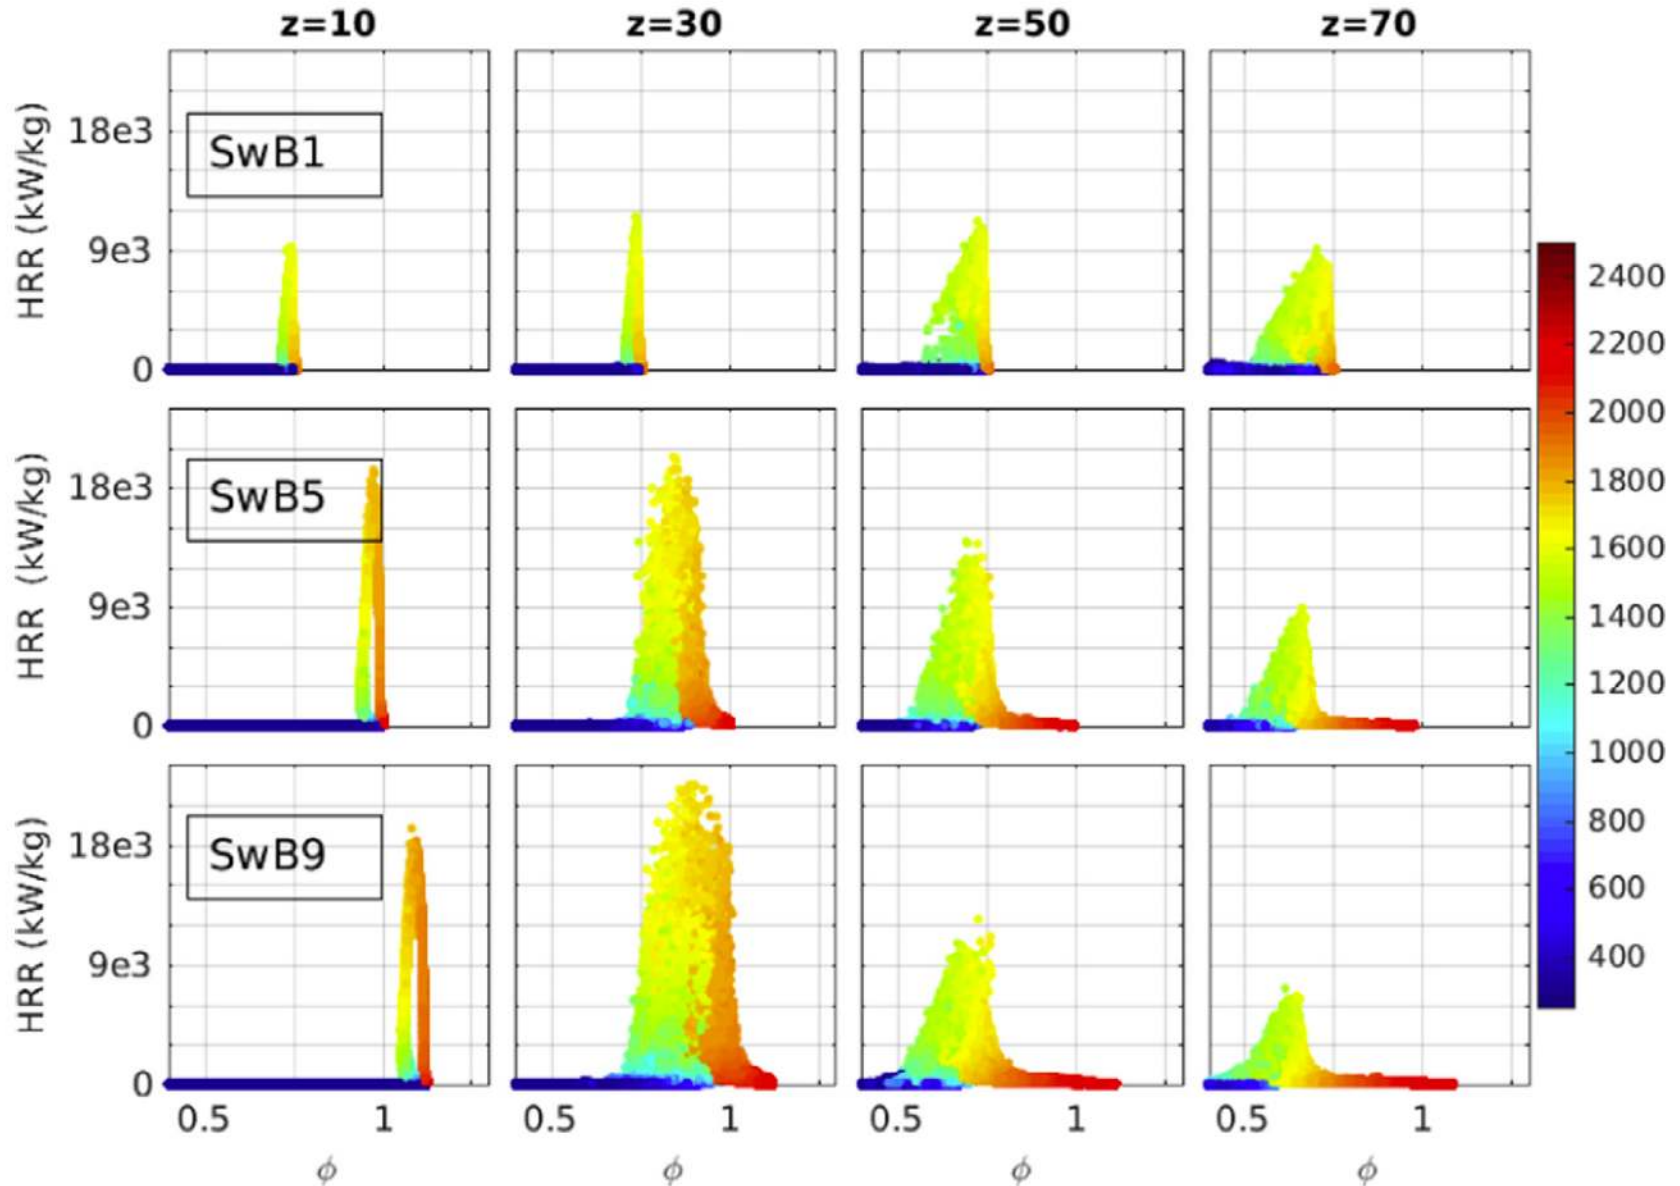 z=10 z=30 z=50 z=70
HRR (kW/kg)
18e3
9e3
0
SwB1
HRR (kW/kg)
18e3
9e3
0
SwB5
HRR (kW/kg)
18e3
9e3
0
SwB9
0.5 1 0.5 1 0.5 1 0.5 1
ϕ ϕ ϕ ϕ
2400
2200
2000
1800
1600
1400
1200
1000
800
600
400